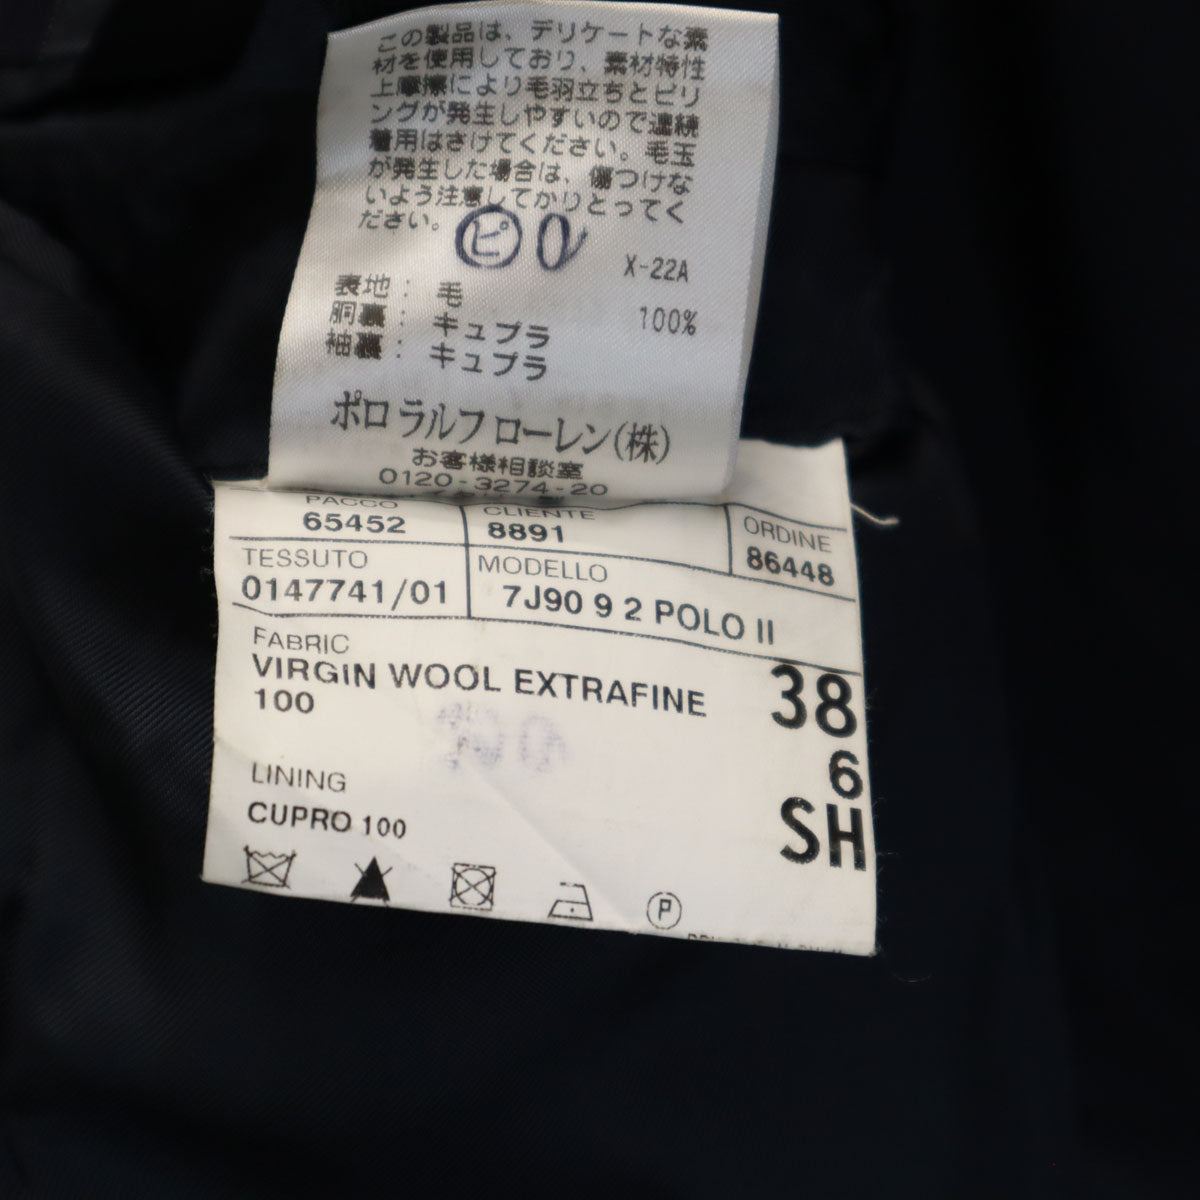 この製品は、デリケートな素
材を使用しており、素材特性
上摩擦により毛羽立ちとピリ
ングが発生しやすいので連続
着用はさけてください。毛玉
が発生した場合は、傷つけな
いよう注意してかりとってく
ださい。
ピ
X-22A
表地： 毛 100%
胴裏： キュプラ
袖裏： キュプラ
ポロ ラルフ ローレン(株)
お客様相談室
0120-3274-20
PACCO CLIENTE ORDINE
65452 8891 86448
TESSUTO MODELLO
0147741/01 7J90 9 2 POLO II
FABRIC
VIRGIN WOOL EXTRAFINE
100
38
6
SH
LINING
CUPRO 100
P